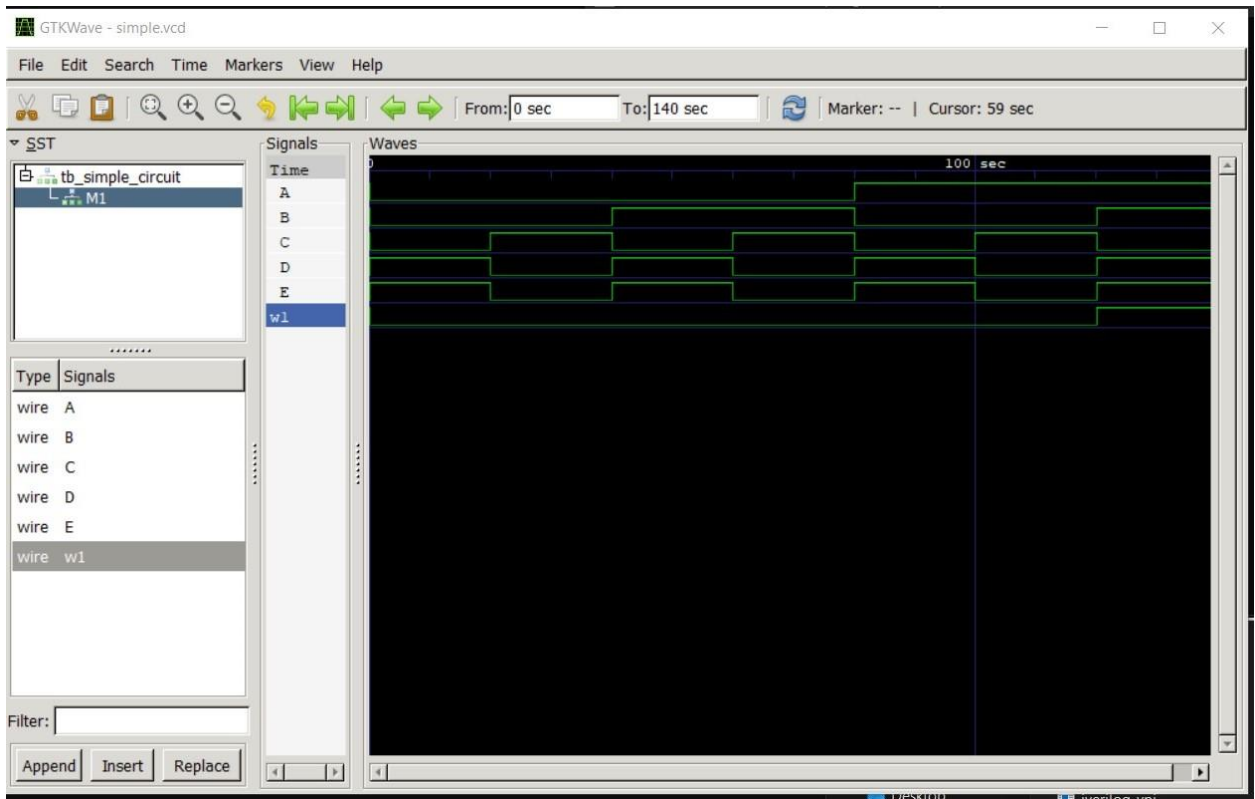 GTKWave - simple.vcd
File Edit Search Time Markers View Help
From: 0 sec To: 140 sec Marker: -- | Cursor: 59 sec
SST
tb_simple_circuit
M1
Type Signals
wire A
wire B
wire C
wire D
wire E
wire w1
Filter:
Append Insert Replace
Signals
Time
A
B
C
D
E
w1
Waves
0 100 sec
Desktop